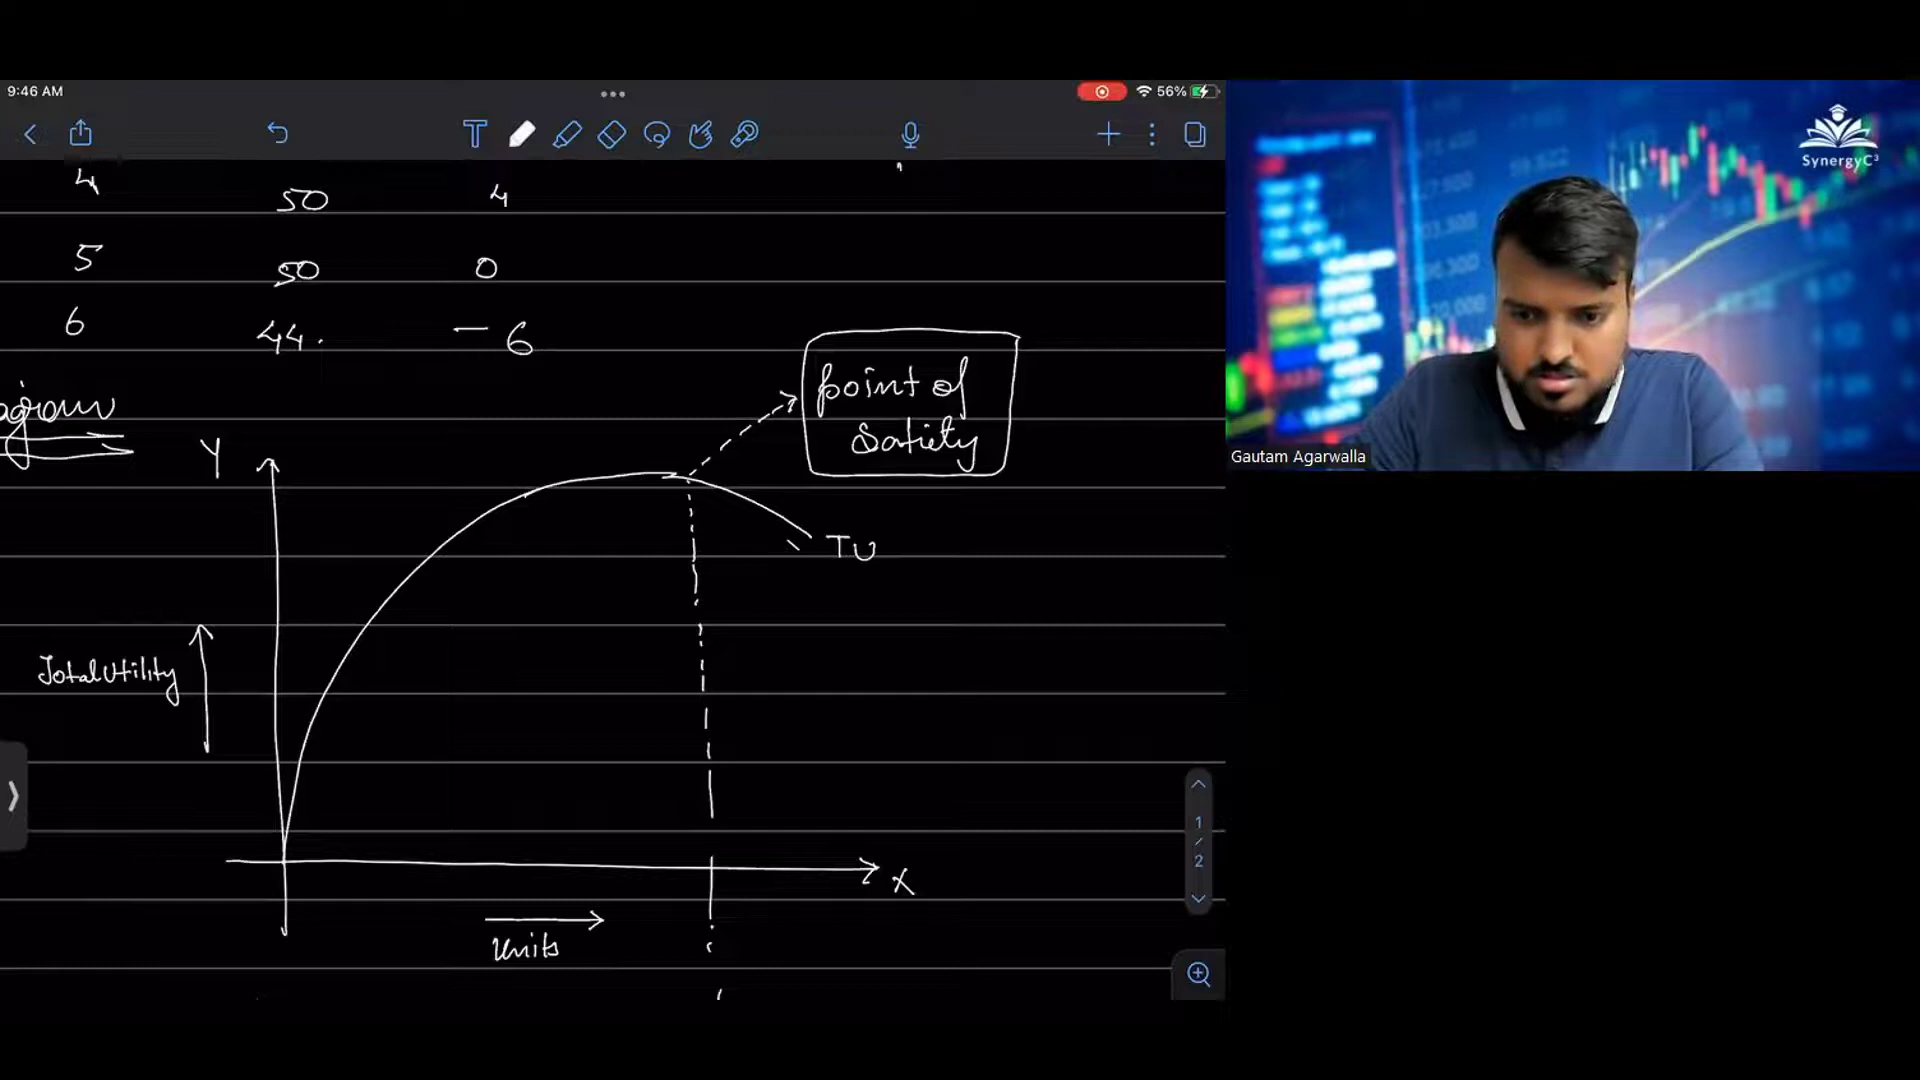 9:46 AM
56%
4 50 4
5 50 0
6 44. - 6
agram
point of
Satiety
Y
TU
Total Utility
X
Units
1
/
2
SynergyC³
Gautam Agarwalla